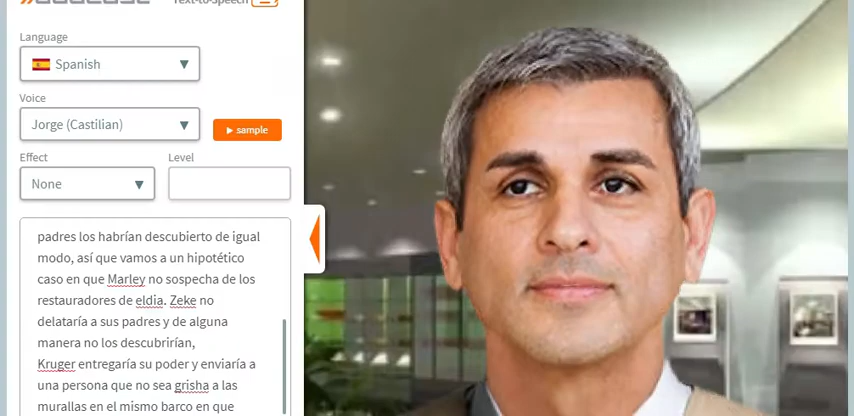 Text-to-Speech
Language
Spanish
Voice
Jorge (Castilian)
sample
Effect
Level
None
padres los habrían descubierto de igual
modo, así que vamos a un hipotético
caso en que Marley no sospecha de los
restauradores de eldia. Zeke no
delataría a sus padres y de alguna
manera no los descubrirían,
Kruger entregaría su poder y enviaría a
una persona que no sea grisha a las
murallas en el mismo barco en que